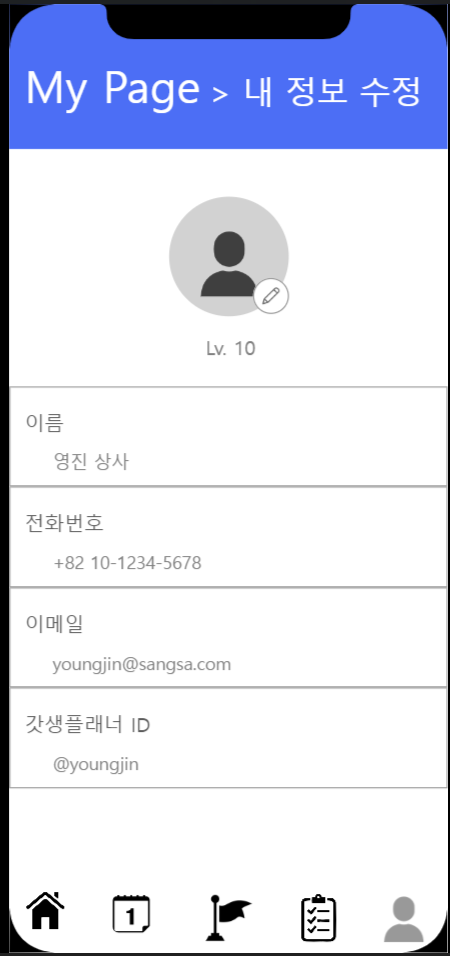 My Page > 내 정보 수정
Lv. 10
이름
영진 상사
전화번호
+82 10-1234-5678
이메일
youngjin@sangsa.com
갓생플래너 ID
@youngjin
1